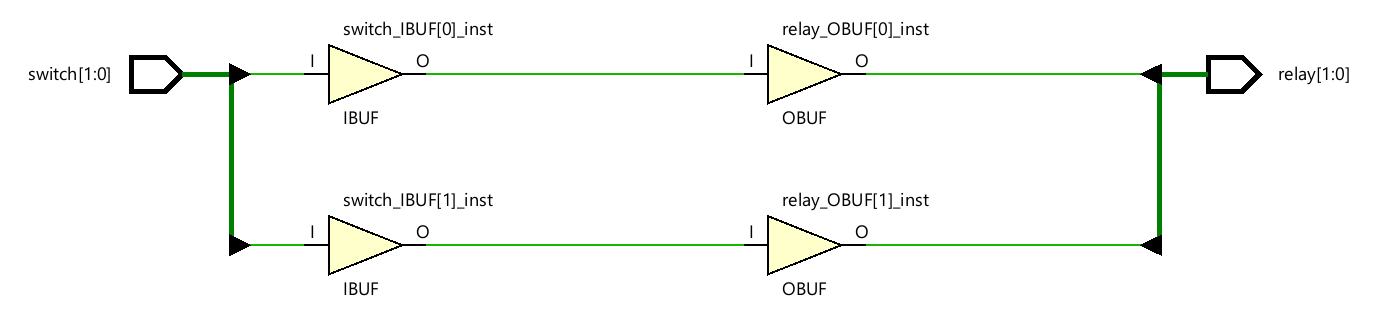 switch_IBUF[0]_inst
relay_OBUF[0]_inst
switch[1:0]
I
O
I
O
relay[1:0]
IBUF
OBUF
switch_IBUF[1]_inst
relay_OBUF[1]_inst
I
O
I
O
IBUF
OBUF